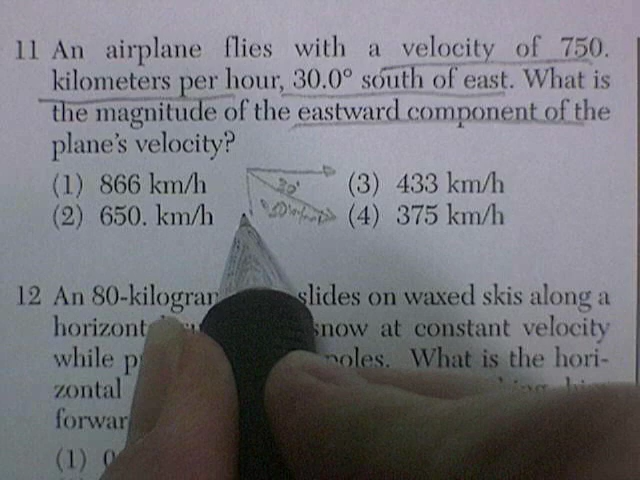 11 An airplane flies with a velocity of 750.
kilometers per hour, 30.0° south of east. What is
the magnitude of the eastward component of the
plane's velocity?
(1) 866 km/h
(3) 433 km/h
30°
(2) 650. km/h
(4) 375 km/h
12 An 80-kilogram slides on waxed skis along a
horizont snow at constant velocity
while p poles. What is the hori-
zontal
forwar
(1) 0